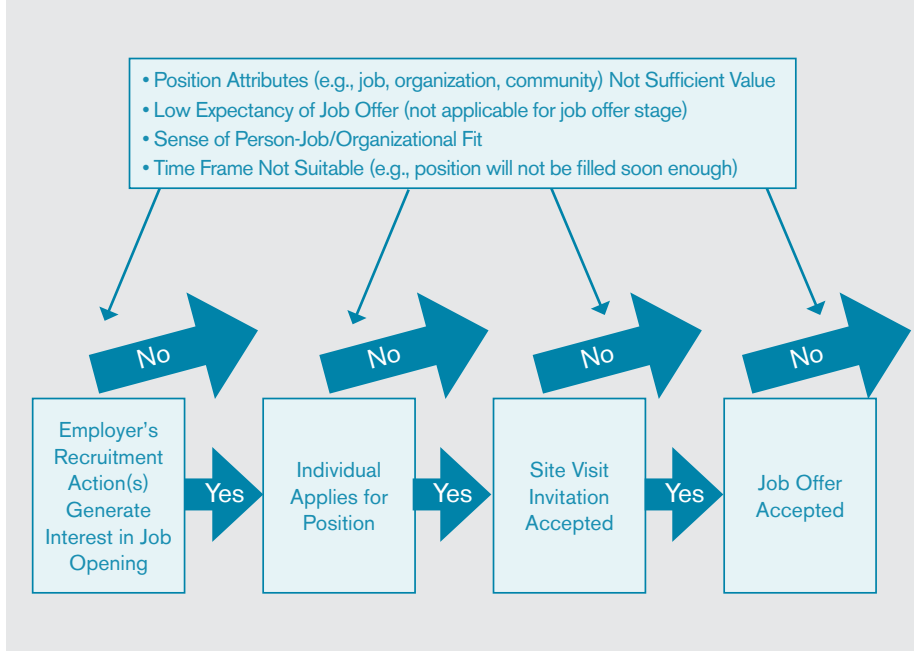 • Position Attributes (e.g., job, organization, community) Not Sufficient Value
• Low Expectancy of Job Offer (not applicable for job offer stage)
• Sense of Person-Job/Organizational Fit
• Time Frame Not Suitable (e.g., position will not be filled soon enough)
No
No
No
No
Employer’s
Recruitment
Action(s)
Generate
Interest in Job
Opening
Yes
Individual
Applies for
Position
Yes
Site Visit
Invitation
Accepted
Yes
Job Offer
Accepted